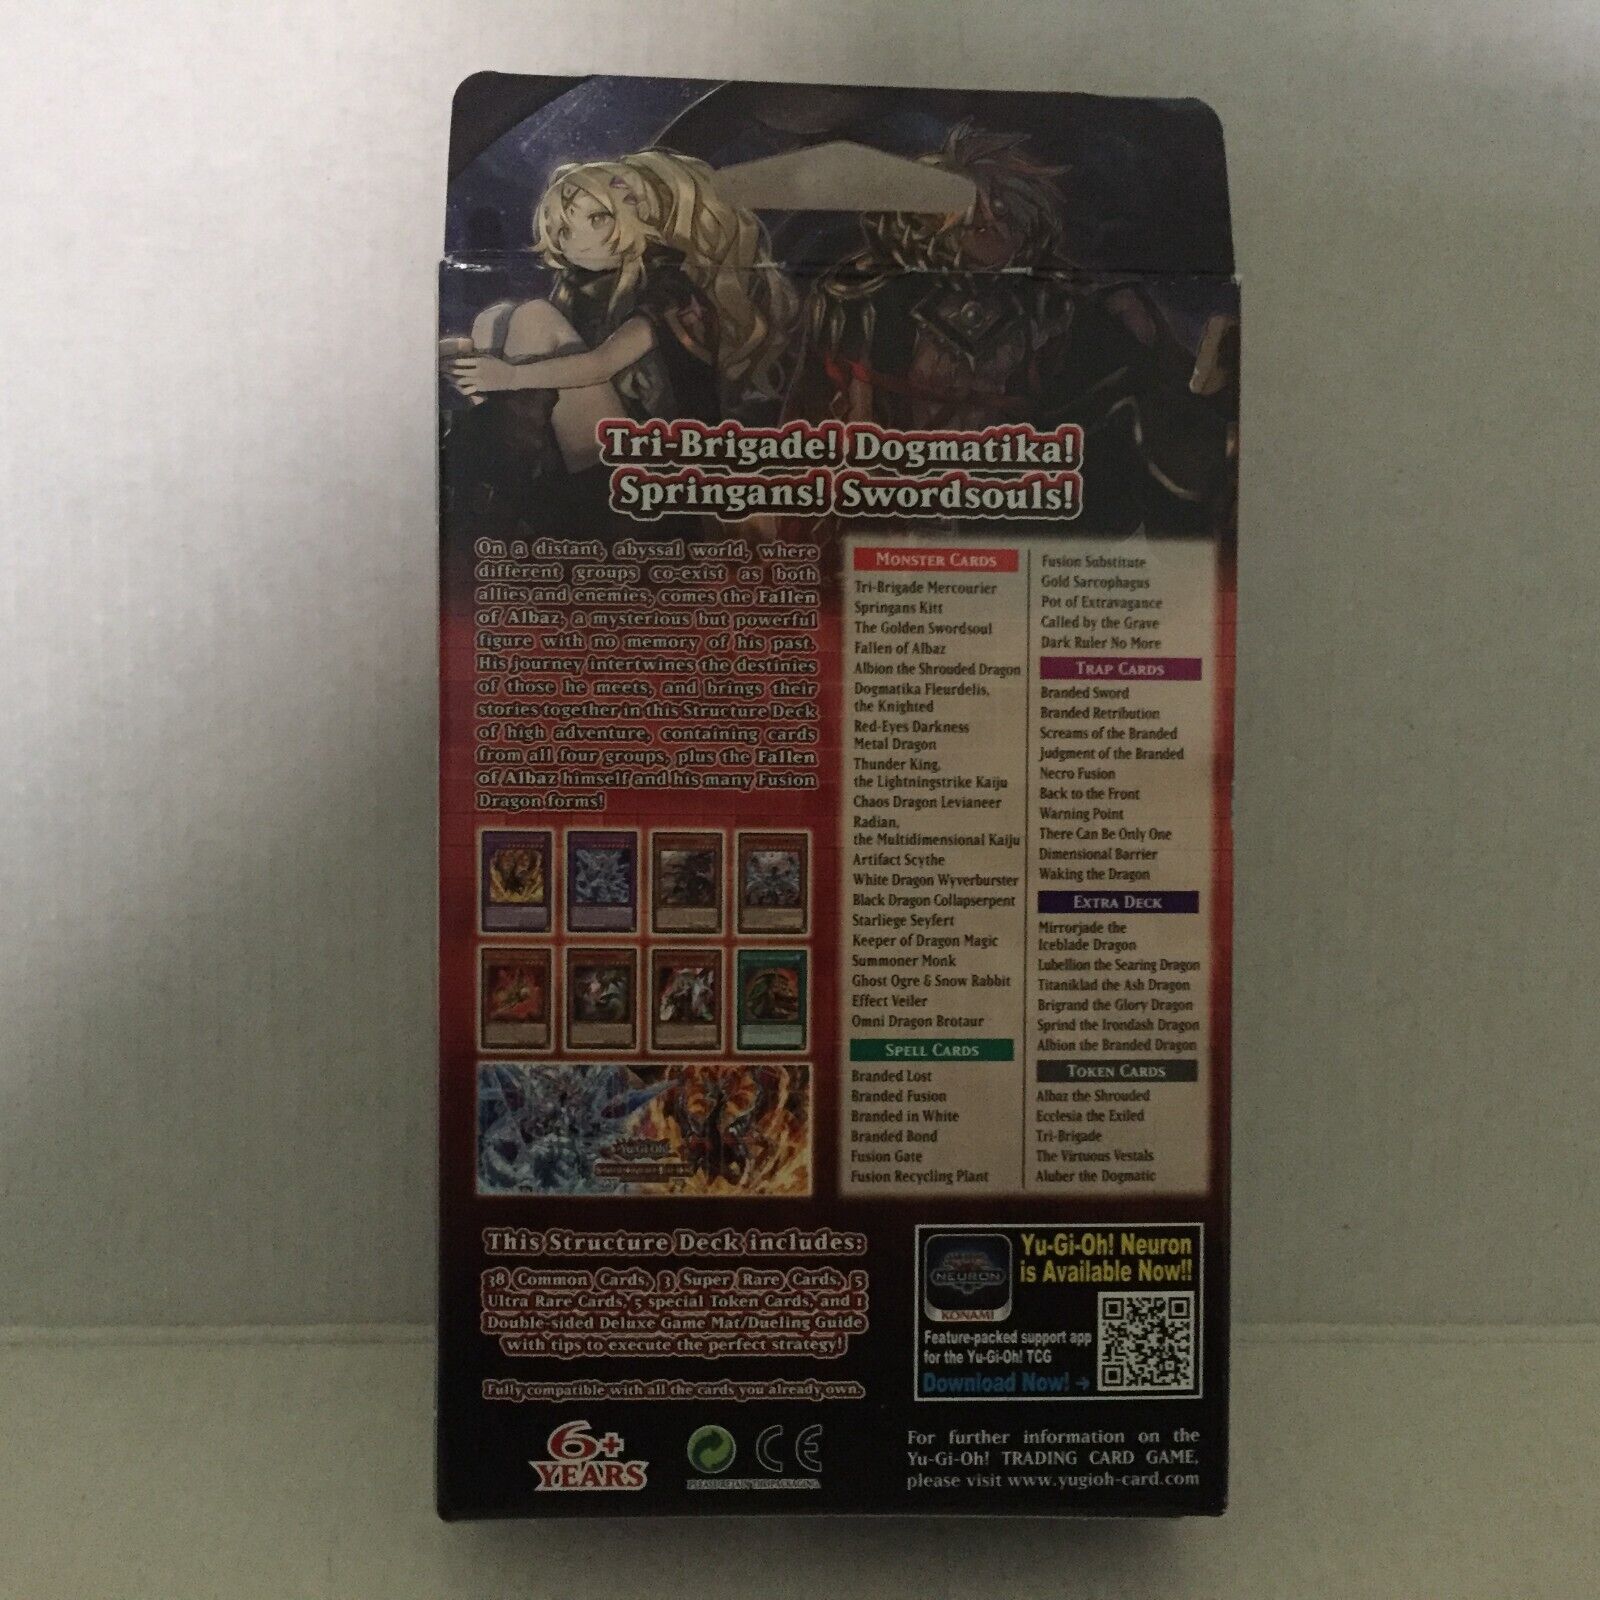 Tri-Brigade! Dogmatika!
Springans! Swordsouls!
On a distant, abyssal world, where
different groups co-exist as both
allies and enemies, comes the Fallen
of Albaz, a mysterious but powerful
figure with no memory of his past.
His journey intertwines the destinies
of those he meets, and brings their
stories together in this Structure Deck
of high adventure, containing cards
from all four groups, plus the Fallen
of Albaz himself and his many Fusion
Dragon forms!
MONSTER CARDS
Tri-Brigade Mercourier
Springans Kitt
The Golden Swordsoul
Fallen of Albaz
Albion the Shrouded Dragon
Dogmatika Fleurdelis,
the Knighted
Red-Eyes Darkness
Metal Dragon
Thunder King,
the Lightningstrike Kaiju
Chaos Dragon Levianeer
Radian,
the Multidimensional Kaiju
Artifact Scythe
White Dragon Wyverburster
Black Dragon Collapserpent
Starliege Seyfert
Keeper of Dragon Magic
Summoner Monk
Ghost Ogre & Snow Rabbit
Effect Veiler
Omni Dragon Brotaur
SPELL CARDS
Branded Lost
Branded Fusion
Branded in White
Branded Bond
Fusion Gate
Fusion Recycling Plant
Fusion Substitute
Gold Sarcophagus
Pot of Extravagance
Called by the Grave
Dark Ruler No More
TRAP CARDS
Branded Sword
Branded Retribution
Screams of the Branded
Judgment of the Branded
Necro Fusion
Back to the Front
Warning Point
There Can Be Only One
Dimensional Barrier
Waking the Dragon
EXTRA DECK
Mirrorjade the
Iceblade Dragon
Lubellion the Searing Dragon
Titaniklad the Ash Dragon
Brigrand the Glory Dragon
Sprind the Irondash Dragon
Albion the Branded Dragon
TOKEN CARDS
Albaz the Shrouded
Ecclesia the Exiled
Tri-Brigade
The Virtuous Vestals
Aluber the Dogmatic
Yu-Gi-Oh!
This Structure Deck includes:
38 Common Cards, 3 Super Rare Cards, 5
Ultra Rare Cards, 5 special Token Cards, and 1
Double-sided Deluxe Game Mat/Dueling Guide
with tips to execute the perfect strategy!
Fully compatible with all the cards you already own.
NEURON
KONAMI
Yu-Gi-Oh! Neuron
is Available Now!!
Feature-packed support app
for the Yu-Gi-Oh! TCG
Download Now! →
6+
YEARS
CE
PLEASE RETAIN THIS PACKAGING
For further information on the
Yu-Gi-Oh! TRADING CARD GAME,
please visit www.yugioh-card.com